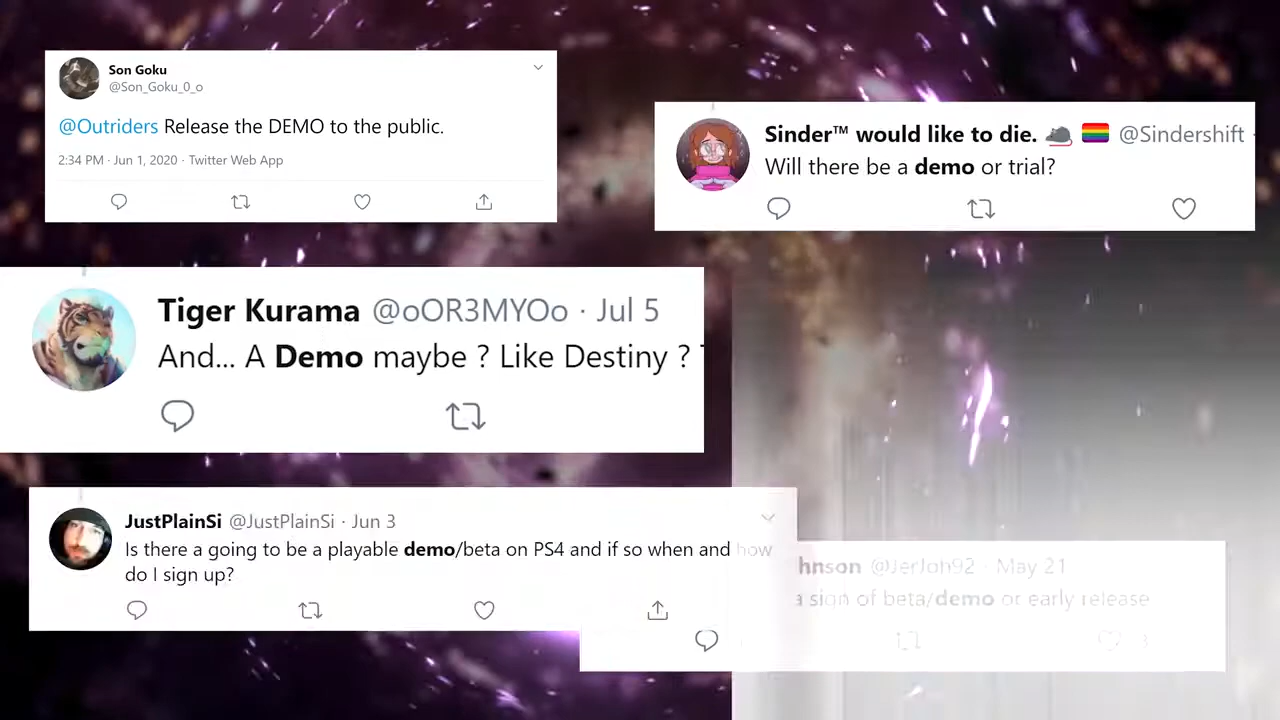 Son Goku
@Son_Goku_0_o
@Outriders Release the DEMO to the public.
2:34 PM · Jun 1, 2020 · Twitter Web App
Sinder™ would like to die. 🐀 🏳️‍🌈 @Sindershift ·
Will there be a demo or trial?
Tiger Kurama @oOR3MYOo · Jul 5
And... A Demo maybe ? Like Destiny ?
JustPlainSi @JustPlainSi · Jun 3
Is there a going to be a playable demo/beta on PS4 and if so when and how
do I sign up?
hnson @JerJoh92 · May 21
a sign of beta/demo or early release
3